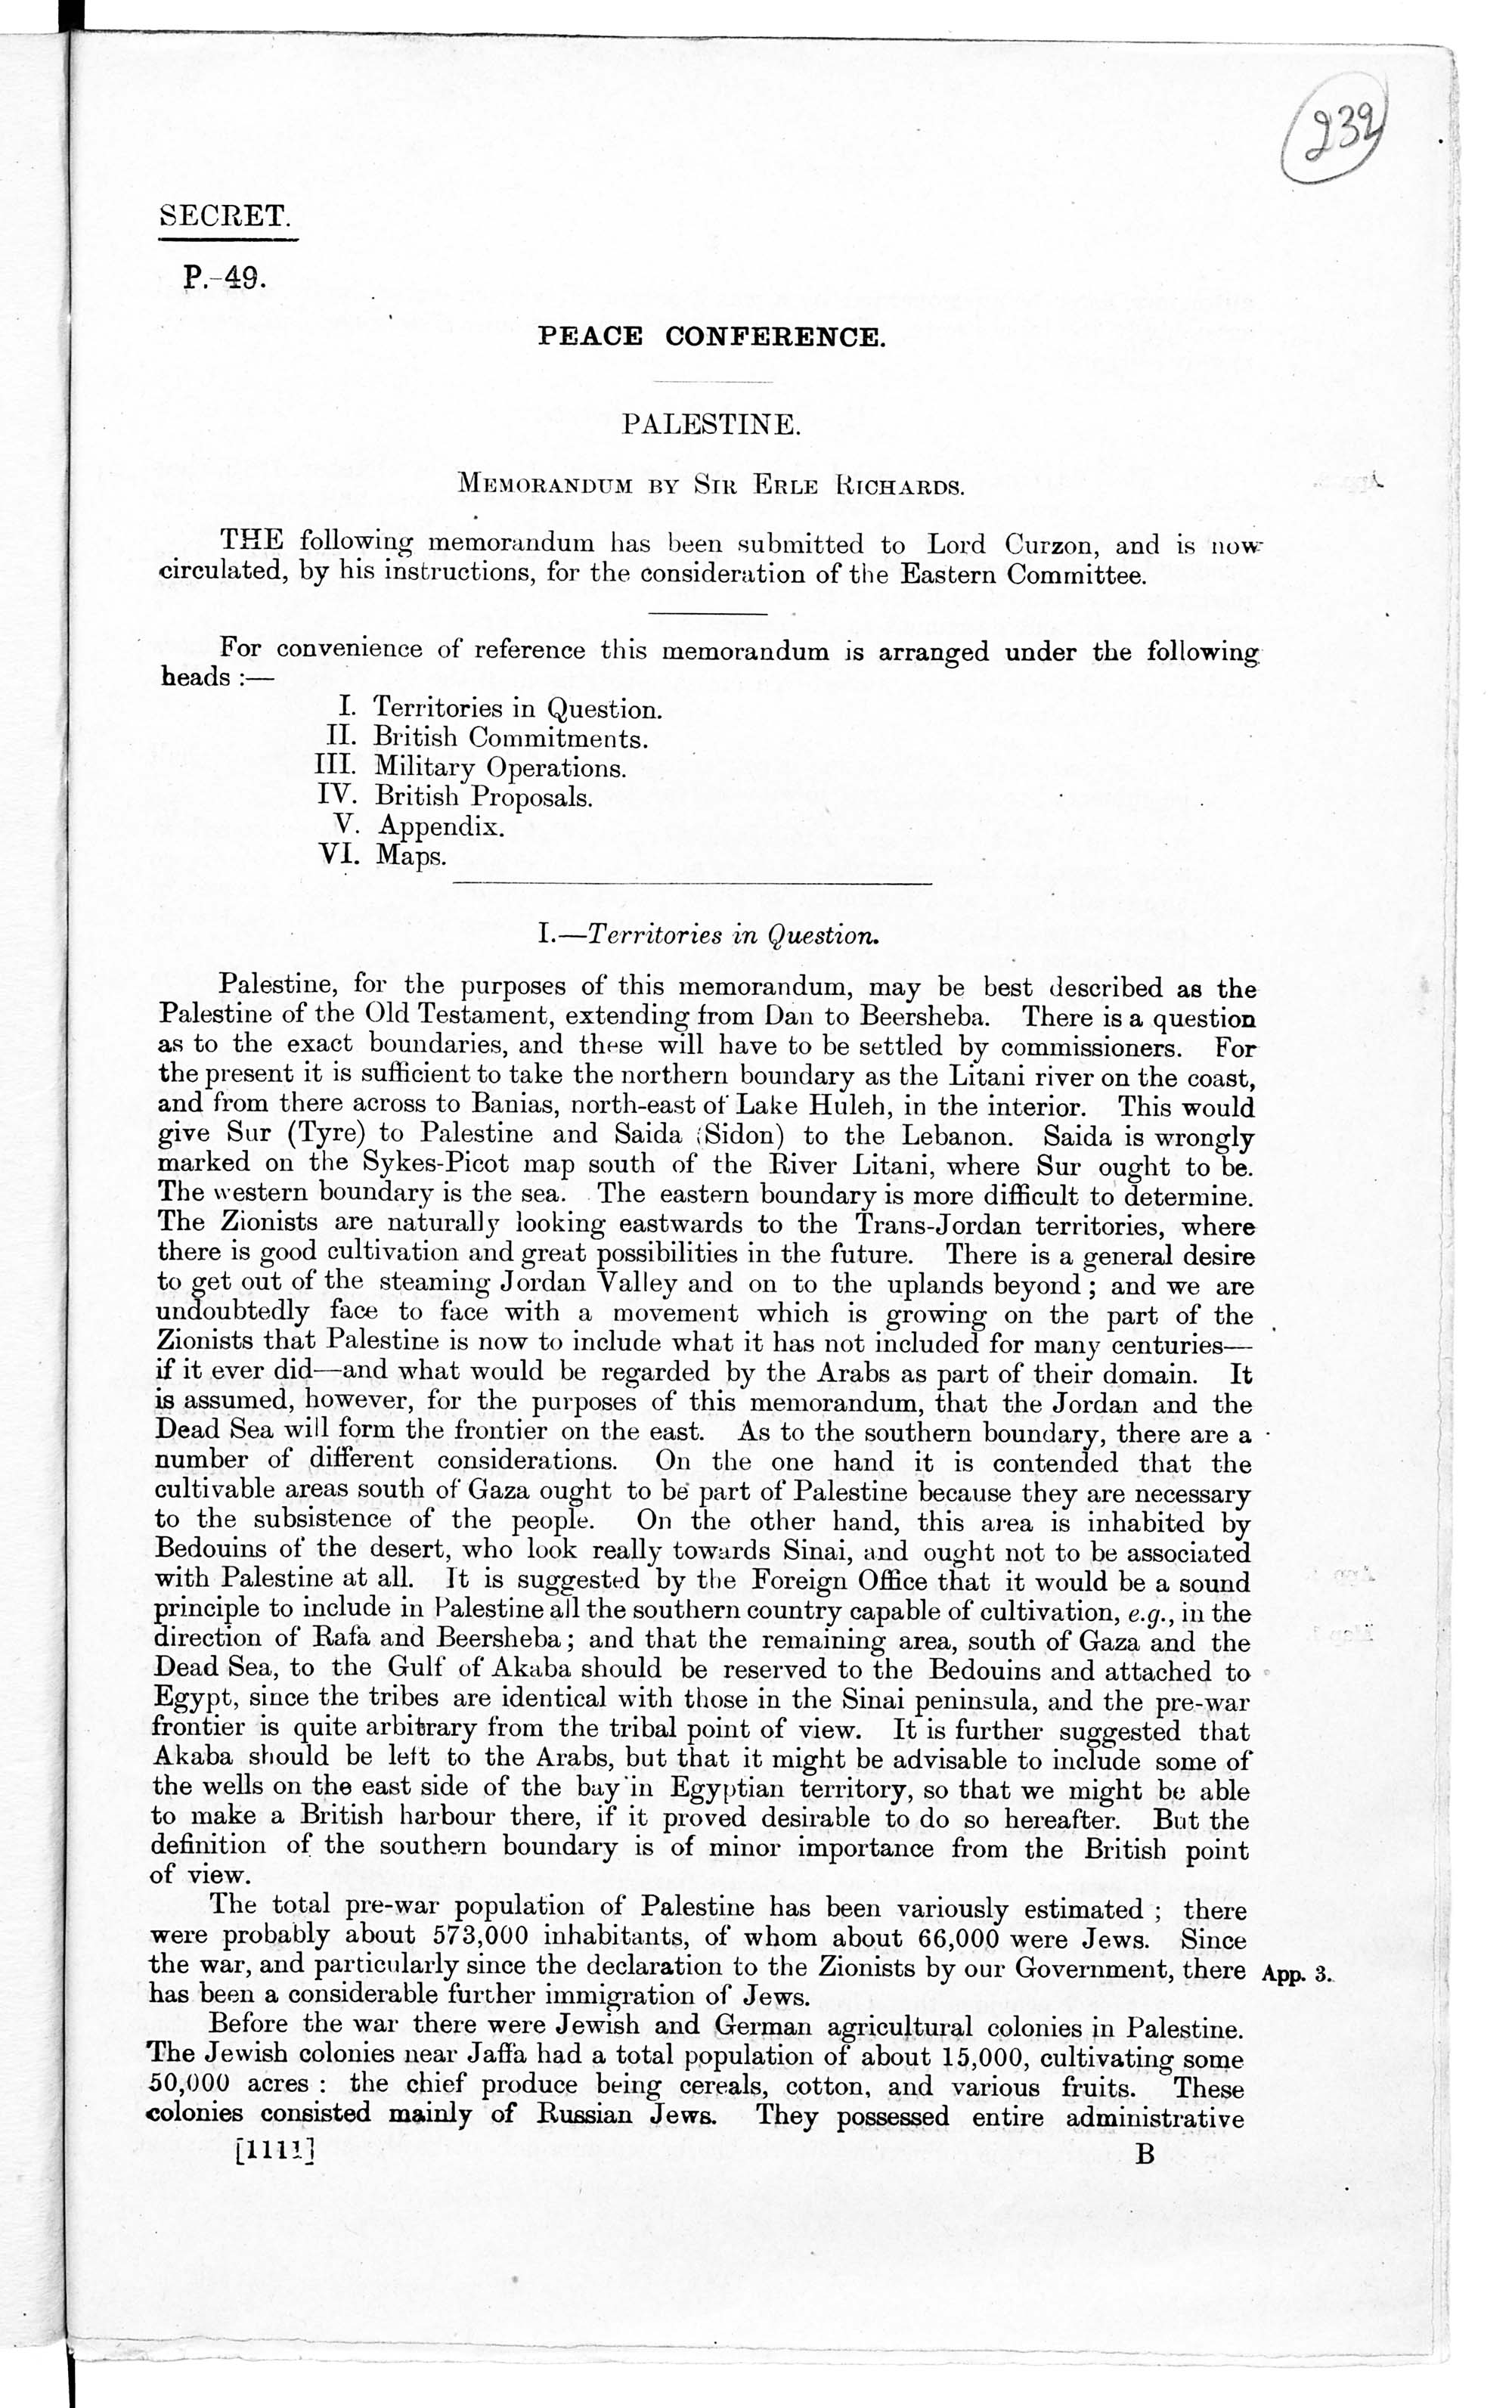 232
SECRET.
P.-49.
PEACE CONFERENCE.
PALESTINE.
MEMORANDUM BY SIR ERLE RICHARDS.
THE following memorandum has been submitted to Lord Curzon, and is now
circulated, by his instructions, for the consideration of the Eastern Committee.
For convenience of reference this memorandum is arranged under the following
heads :—
I. Territories in Question.
II. British Commitments.
III. Military Operations.
IV. British Proposals.
V. Appendix.
VI. Maps.
I.—Territories in Question.
Palestine, for the purposes of this memorandum, may be best described as the
Palestine of the Old Testament, extending from Dan to Beersheba. There is a question
as to the exact boundaries, and these will have to be settled by commissioners. For
the present it is sufficient to take the northern boundary as the Litani river on the coast,
and from there across to Banias, north-east of Lake Huleh, in the interior. This would
give Sur (Tyre) to Palestine and Saida (Sidon) to the Lebanon. Saida is wrongly
marked on the Sykes-Picot map south of the River Litani, where Sur ought to be.
The western boundary is the sea. The eastern boundary is more difficult to determine.
The Zionists are naturally looking eastwards to the Trans-Jordan territories, where
there is good cultivation and great possibilities in the future. There is a general desire
to get out of the steaming Jordan Valley and on to the uplands beyond ; and we are
undoubtedly face to face with a movement which is growing on the part of the
Zionists that Palestine is now to include what it has not included for many centuries—
if it ever did—and what would be regarded by the Arabs as part of their domain. It
is assumed, however, for the purposes of this memorandum, that the Jordan and the
Dead Sea will form the frontier on the east. As to the southern boundary, there are a
number of different considerations. On the one hand it is contended that the
cultivable areas south of Gaza ought to be part of Palestine because they are necessary
to the subsistence of the people. On the other hand, this area is inhabited by
Bedouins of the desert, who look really towards Sinai, and ought not to be associated
with Palestine at all. It is suggested by the Foreign Office that it would be a sound
principle to include in Palestine all the southern country capable of cultivation, e.g., in the
direction of Rafa and Beersheba ; and that the remaining area, south of Gaza and the
Dead Sea, to the Gulf of Akaba should be reserved to the Bedouins and attached to
Egypt, since the tribes are identical with those in the Sinai peninsula, and the pre-war
frontier is quite arbitrary from the tribal point of view. It is further suggested that
Akaba should be left to the Arabs, but that it might be advisable to include some of
the wells on the east side of the bay in Egyptian territory, so that we might be able
to make a British harbour there, if it proved desirable to do so hereafter. But the
definition of the southern boundary is of minor importance from the British point
of view.
The total pre-war population of Palestine has been variously estimated ; there
were probably about 573,000 inhabitants, of whom about 66,000 were Jews. Since
the war, and particularly since the declaration to the Zionists by our Government, there App. 3.
has been a considerable further immigration of Jews.
Before the war there were Jewish and German agricultural colonies in Palestine.
The Jewish colonies near Jaffa had a total population of about 15,000, cultivating some
50,000 acres : the chief produce being cereals, cotton, and various fruits. These
colonies consisted mainly of Russian Jews. They possessed entire administrative
[1111] B